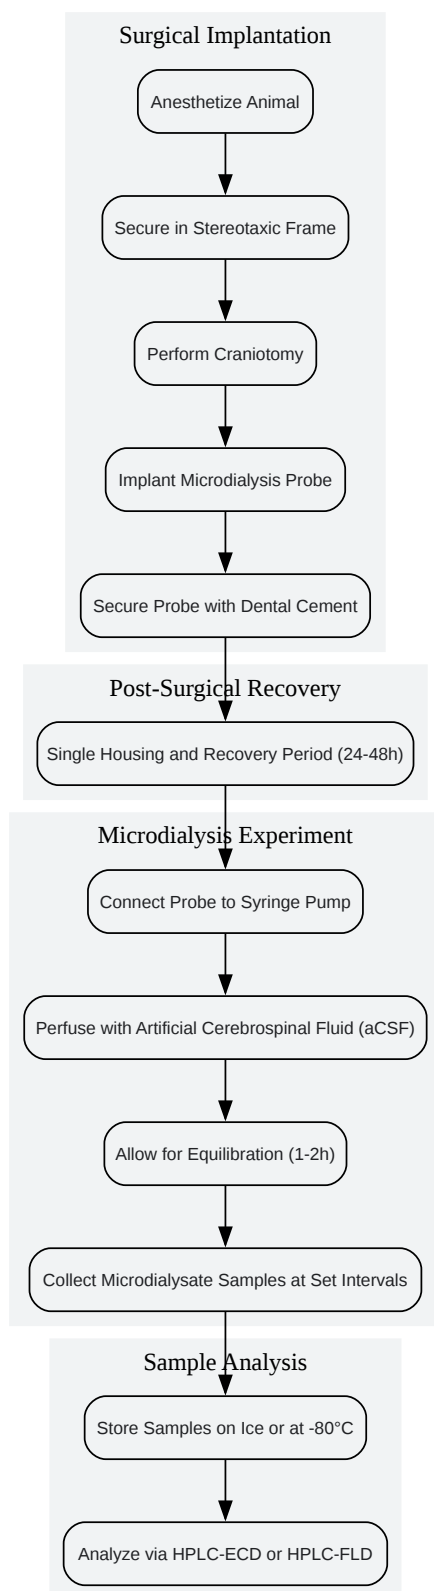 Surgical Implantation
Anesthetize Animal
Secure in Stereotaxic Frame
Perform Craniotomy
Implant Microdialysis Probe
Secure Probe with Dental Cement
Post-Surgical Recovery
Single Housing and Recovery Period (24-48h)
Microdialysis Experiment
Connect Probe to Syringe Pump
Perfuse with Artificial Cerebrospinal Fluid (aCSF)
Allow for Equilibration (1-2h)
Collect Microdialysate Samples at Set Intervals
Sample Analysis
Store Samples on Ice or at -80°C
Analyze via HPLC-ECD or HPLC-FLD